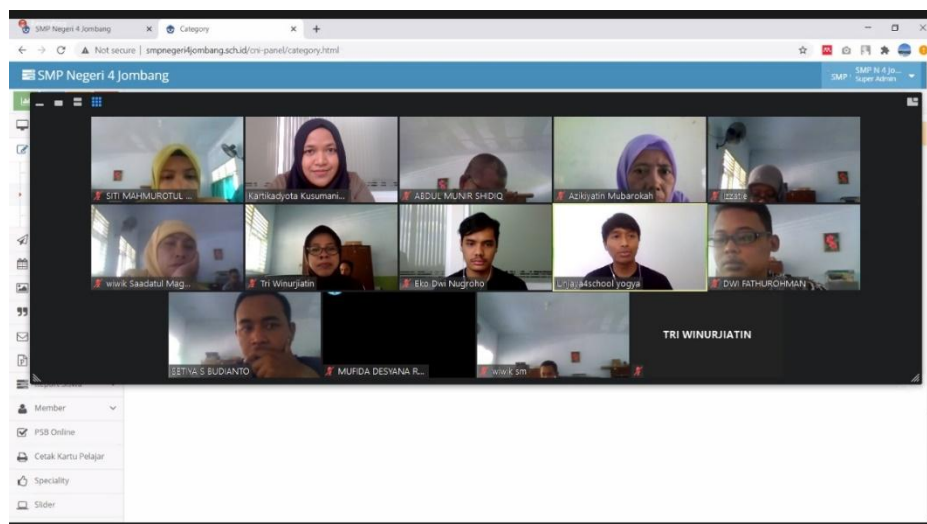 SMP Negeri 4 Jombang
Category
Not secure | smpnegeri4jombang.sch.id/cni-panel/category.html
SMP Negeri 4 Jombang
SMP N 4 Jo...
SMP
Super Admin
SITI MAHMUROTUL ...
Kartikadyota Kusumani...
ABDUL MUNIR SHIDIQ
Azikiyatin Mubarokah
Izzatie
wiwik Saadatul Mag...
Tri Winurjiatin
Eko Dwi Nugroho
Unjaya4school yogya
DWI FATHUROHMAN
SETIYA S BUDIANTO
MUFIDA DESYANA R...
wiwik sm
TRI WINURJIATIN
Member
PSB Online
Cetak Kartu Pelajar
Speciality
Slider